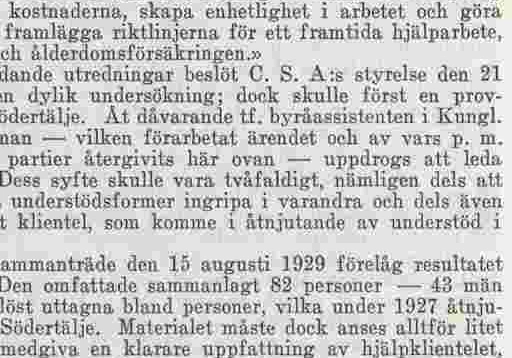 kostnaderna, skapa enhetlighet i arbetet och göra
framlägga riktlinjerna för ett framtida hjälparbete,
ch ålderdomsförsäkringen.»
dande utredningar beslöt C. S. A:s styrelse den 21
n dylik undersökning; dock skulle först en prov-
ödertälje. Åt dåvarande tf. byråassistenten i Kungl.
nan — vilken förarbetat ärendet och av vars p. m.
partier återgivits här ovan — uppdrogs att leda
Dess syfte skulle vara tvåfaldigt, nämligen dels att
understödsformer ingripa i varandra och dels även
t klientel, som komme i åtnjutande av understöd i
ammanträde den 15 augusti 1929 förelåg resultatet
Den omfattade sammanlagt 82 personer — 43 män
löst uttagna bland personer, vilka under 1927 åtnju-
Södertälje. Materialet måste dock anses alltför litet
medgiva en klarare uppfattning av hjälpklientelet,